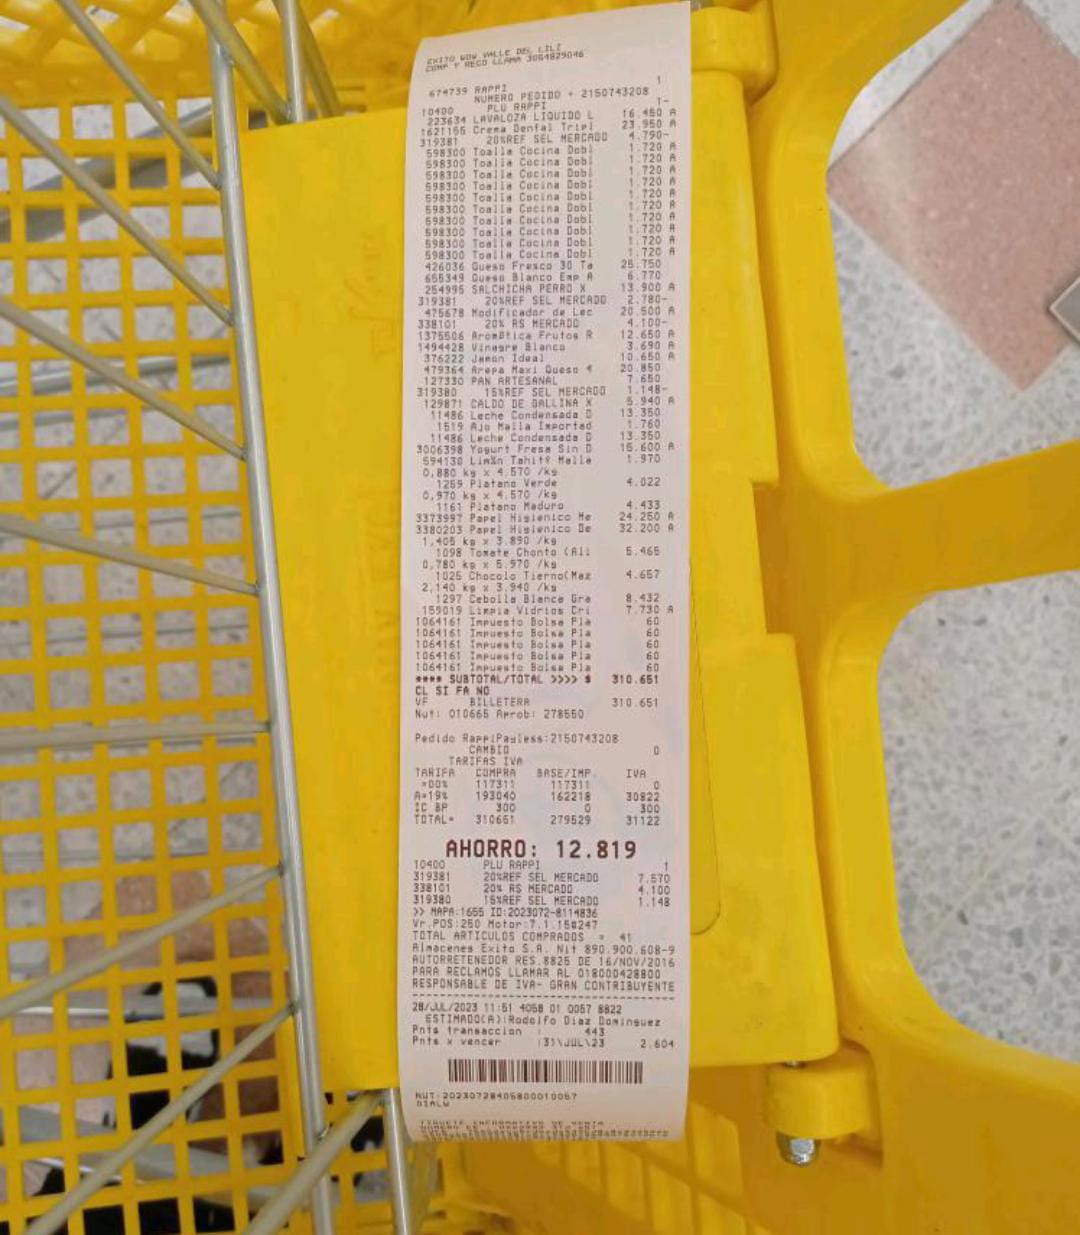 EXITO WOW VALLE DEL LILI
COMP Y RECO LLAMA 3064829046
1
674739 RAPPI
NUMERO PEDIDO + 2150743208
10400 PLU RAPPI 1-
223634 LAVALOZA LIQUIDO L 16.450 A
1621155 Crema Dental Tripl 23.950 A
319381 20%REF SEL MERCADO 4.790-
598300 Toalla Cocina Dobl 1.720 A
598300 Toalla Cocina Dobl 1.720 A
598300 Toalla Cocina Dobl 1.720 A
598300 Toalla Cocina Dobl 1.720 A
598300 Toalla Cocina Dobl 1.720 A
598300 Toalla Cocina Dobl 1.720 A
598300 Toalla Cocina Dobl 1.720 A
598300 Toalla Cocina Dobl 1.720 A
598300 Toalla Cocina Dobl 1.720 A
598300 Toalla Cocina Dobl 1.720 A
426036 Queso Fresco 30 Ta 25.750
655349 Queso Blanco Emp A 6.770
254995 SALCHICHA PERRO X 13.900 A
319381 20%REF SEL MERCADO 2.780-
475678 Modificador de Lec 20.500 A
338101 20% RS MERCADO 4.100-
1375506 Aromática Frutos R 12.650 A
1494428 Vinagre Blanco 3.690 A
376222 Jamon Ideal 10.650 A
479364 Arepa Maxi Queso 4 20.850
127330 PAN ARTESANAL 7.650
319380 15%REF SEL MERCADO 1.148-
129871 CALDO DE GALLINA X 5.940 A
11486 Leche Condensada D 13.350
1519 Ajo Malla Importad 1.760
11486 Leche Condensada D 13.350
3006398 Yogurt Fresa Sin D 15.600 A
594130 Malla 1.970
0,880 kg x 4.570 /kg
1259 Platano Verde 4.022
0,970 kg x 4.570 /kg
1161 Platano Maduro 4.433
3373997 Papel Higienico He 24.250 A
3380203 Papel Higienico De 32.200 A
1,405 kg x 3.890 /kg
1098 Tomate Chonto (Ali 5.465
0,780 kg x 5.970 /kg
1025 Chocolo Tierno(Maz 4.657
2,140 kg x 3.940 /kg
1297 Cebolla Blanca Gra 8.432
159019 Limpia Vidrios Cri 7.730 A
1064161 Impuesto Bolsa Pla 60
1064161 Impuesto Bolsa Pla 60
1064161 Impuesto Bolsa Pla 60
1064161 Impuesto Bolsa Pla 60
1064161 Impuesto Bolsa Pla 60
**** SUBTOTAL/TOTAL >>>> $ 310.651
CL SI FA NO
VF BILLETERA 310.651
Nut: 010665 Aprob: 278550
Pedido RappiPayless:2150743208
CAMBIO 0
TARIFAS IVA
TARIFA COMPRA BASE/IMP. IVA
=00% 117311 117311 0
A=19% 193040 162218 30822
IC BP 300 0 300
TOTAL= 310651 279529 31122
AHORRO: 12.819
10400 PLU RAPPI 1
319381 20%REF SEL MERCADO 7.570
338101 20% RS MERCADO 4.100
319380 15%REF SEL MERCADO 1.148
>> MAPA:1655 ID:2023072-8114836
Vr.POS:250 Motor:7.1.15@247
TOTAL ARTICULOS COMPRADOS = 41
Almacenes Exito S.A. Nit 890.900.608-9
AUTORRETENEDOR RES.8825 DE 16/NOV/2016
PARA RECLAMOS LLAMAR AL 018000428800
RESPONSABLE DE IVA- GRAN CONTRIBUYENTE
28/JUL/2023 11:51 4058 01 0057 8822
ESTIMADO(A):Rodolfo Diaz Dominguez
Pnts transaccion : 443
Pnts x vencer :31\JUL\23 2.604
NUT:20230728405800010057
TIQUETE INFORMATIVO DE VENTA